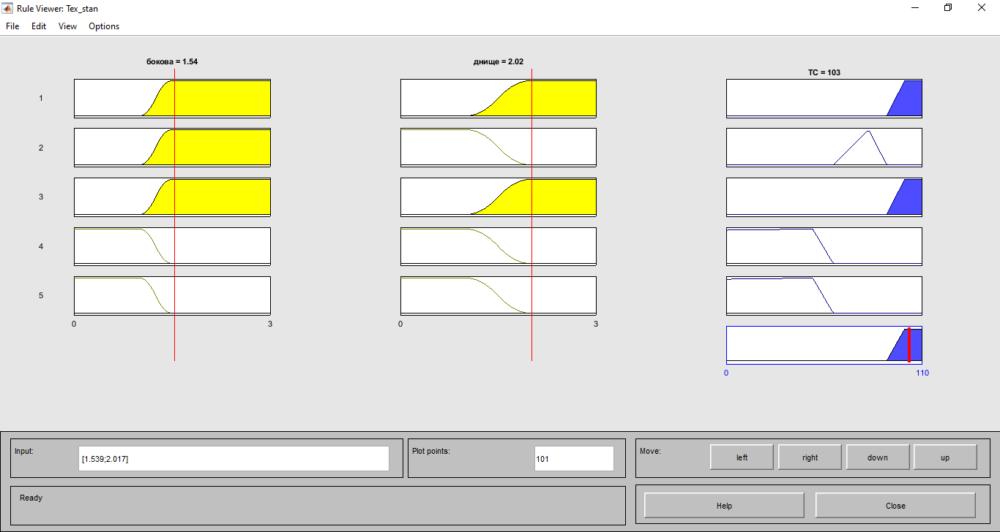 Rule Viewer: Tex_stan
File Edit View Options
бокова = 1.54
днище = 2.02
TC = 103
1
2
3
4
5
0 3
0 3
0 110
Input:
[1.539;2.017]
Plot points:
101
Move:
left right down up
Ready
Help Close